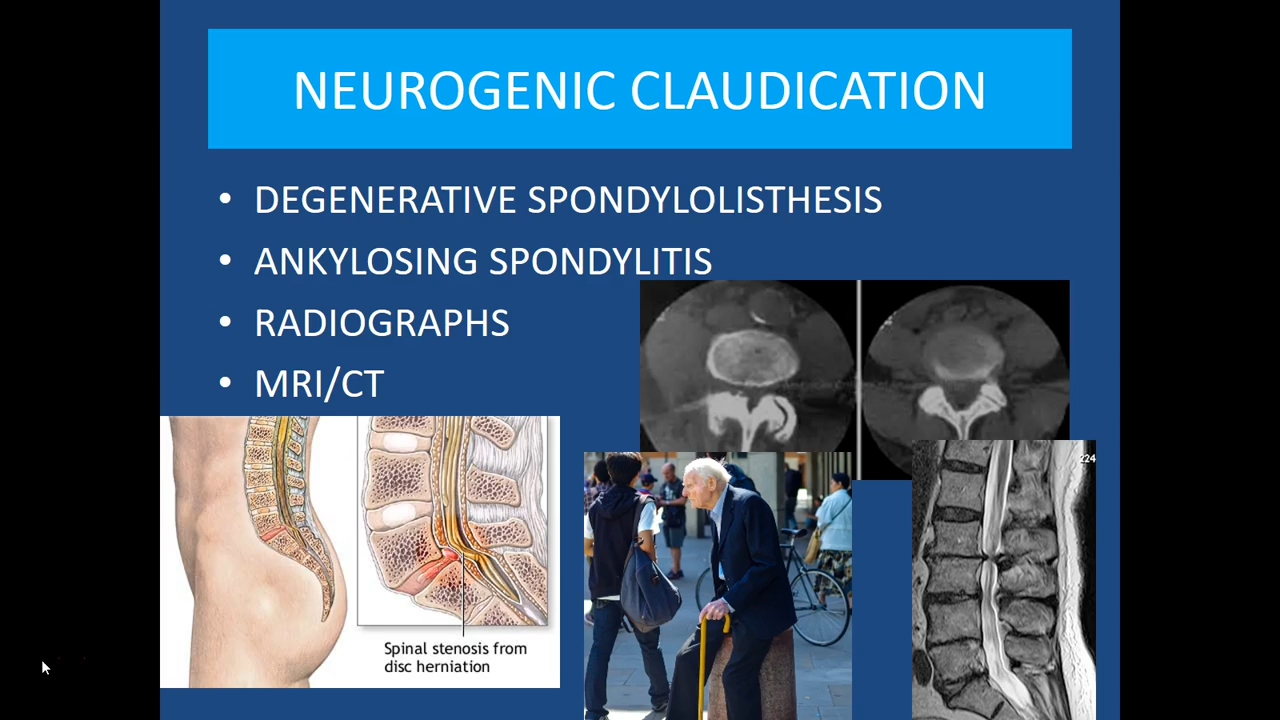 NEUROGENIC CLAUDICATION
• DEGENERATIVE SPONDYLOLISTHESIS
• ANKYLOSING SPONDYLITIS
• RADIOGRAPHS
• MRI/CT
224
Spinal stenosis from
disc herniation